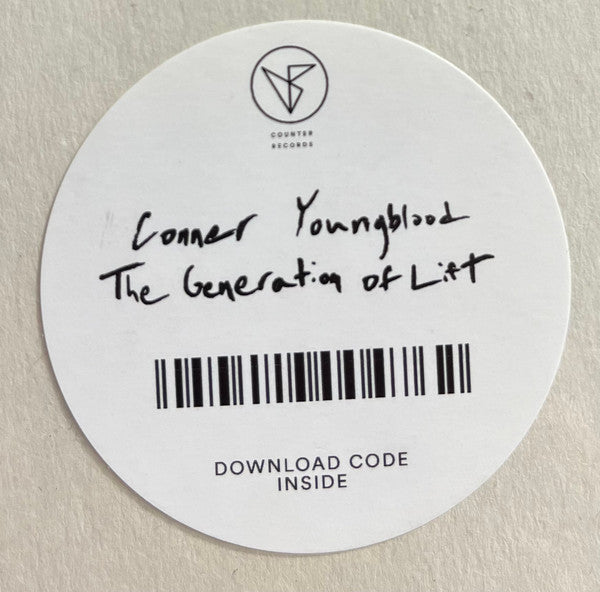 COUNTER
RECORDS
Conner Youngblood
The Generation of Lift
DOWNLOAD CODE
INSIDE